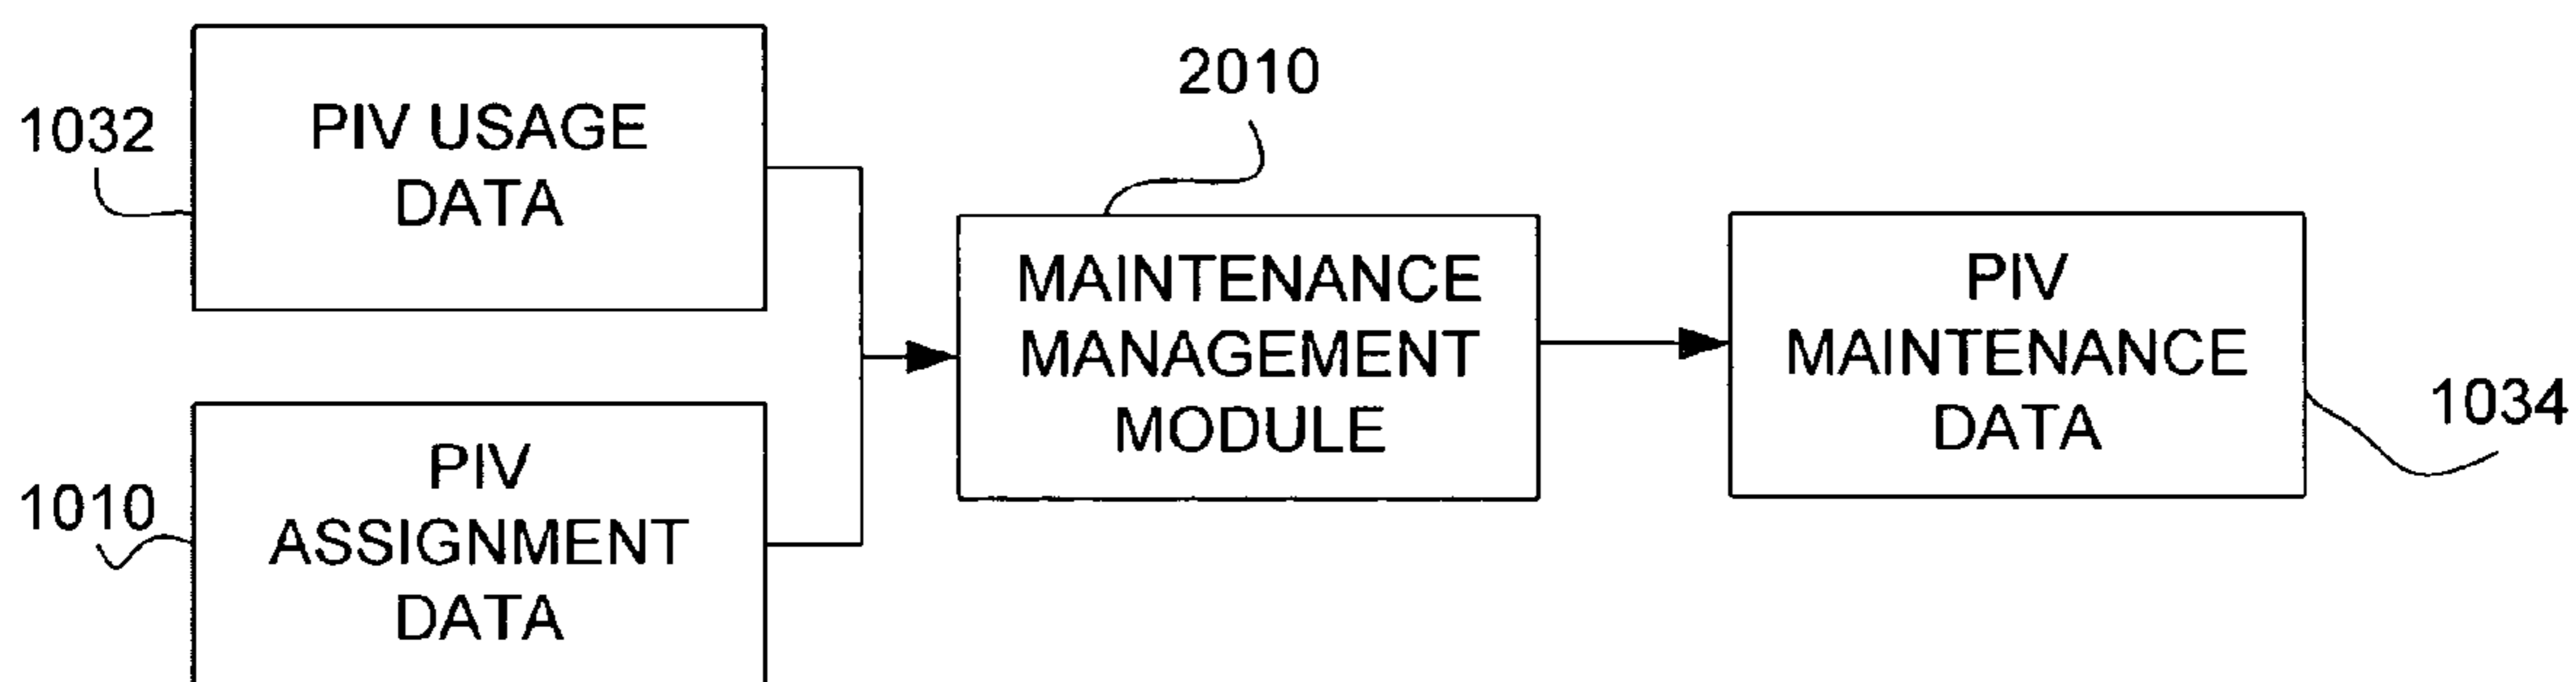 1032
PIV USAGE
DATA
1010
PIV
ASSIGNMENT
DATA
2010
MAINTENANCE
MANAGEMENT
MODULE
PIV
MAINTENANCE
DATA
1034